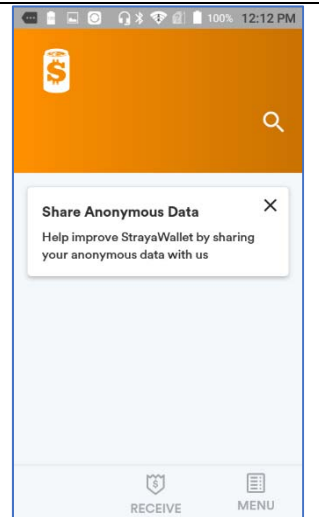 100% 12:12 PM
$
Share Anonymous Data
Help improve StrayaWallet by sharing
your anonymous data with us
$
RECEIVE
MENU